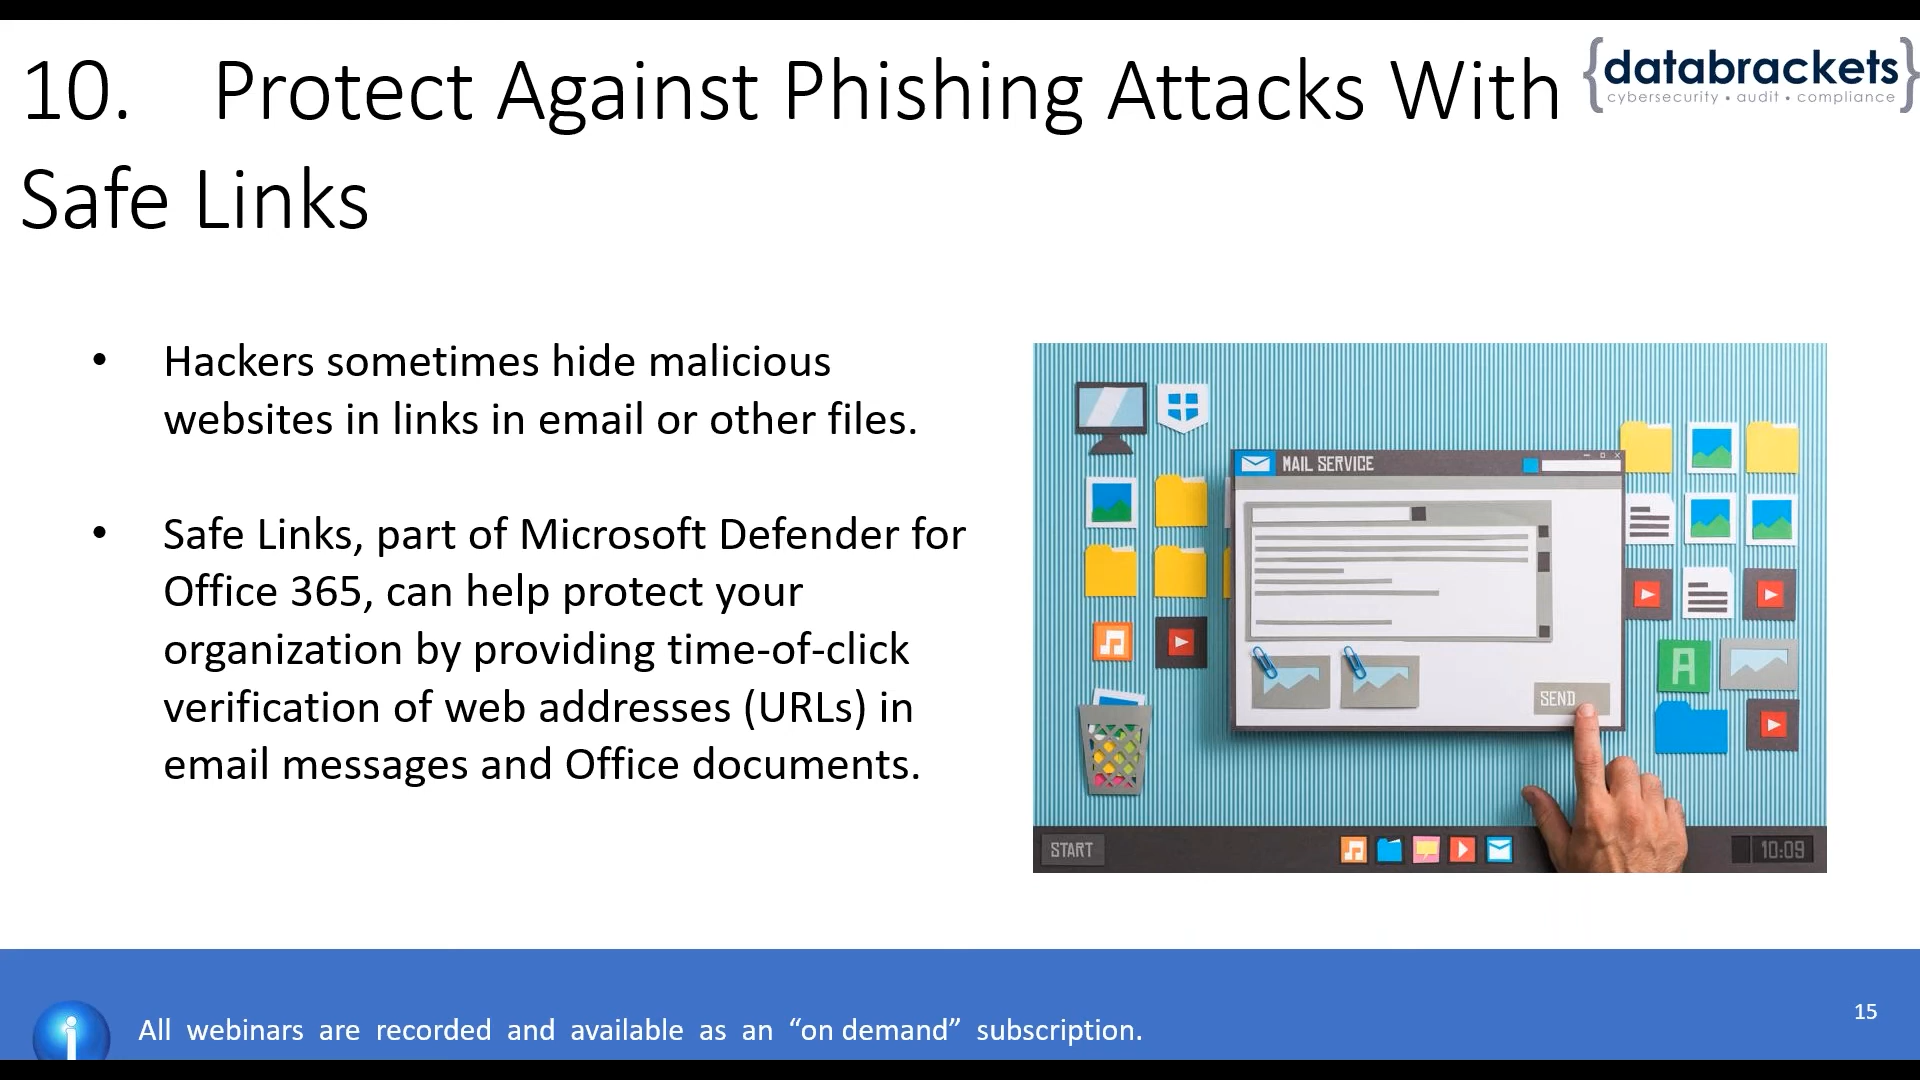 10. Protect Against Phishing Attacks With
Safe Links
{databrackets}
cybersecurity • audit • compliance
• Hackers sometimes hide malicious
websites in links in email or other files.
• Safe Links, part of Microsoft Defender for
Office 365, can help protect your
organization by providing time-of-click
verification of web addresses (URLs) in
email messages and Office documents.
MAIL SERVICE
A
SEND
START
10:09
All webinars are recorded and available as an “on demand” subscription.
15